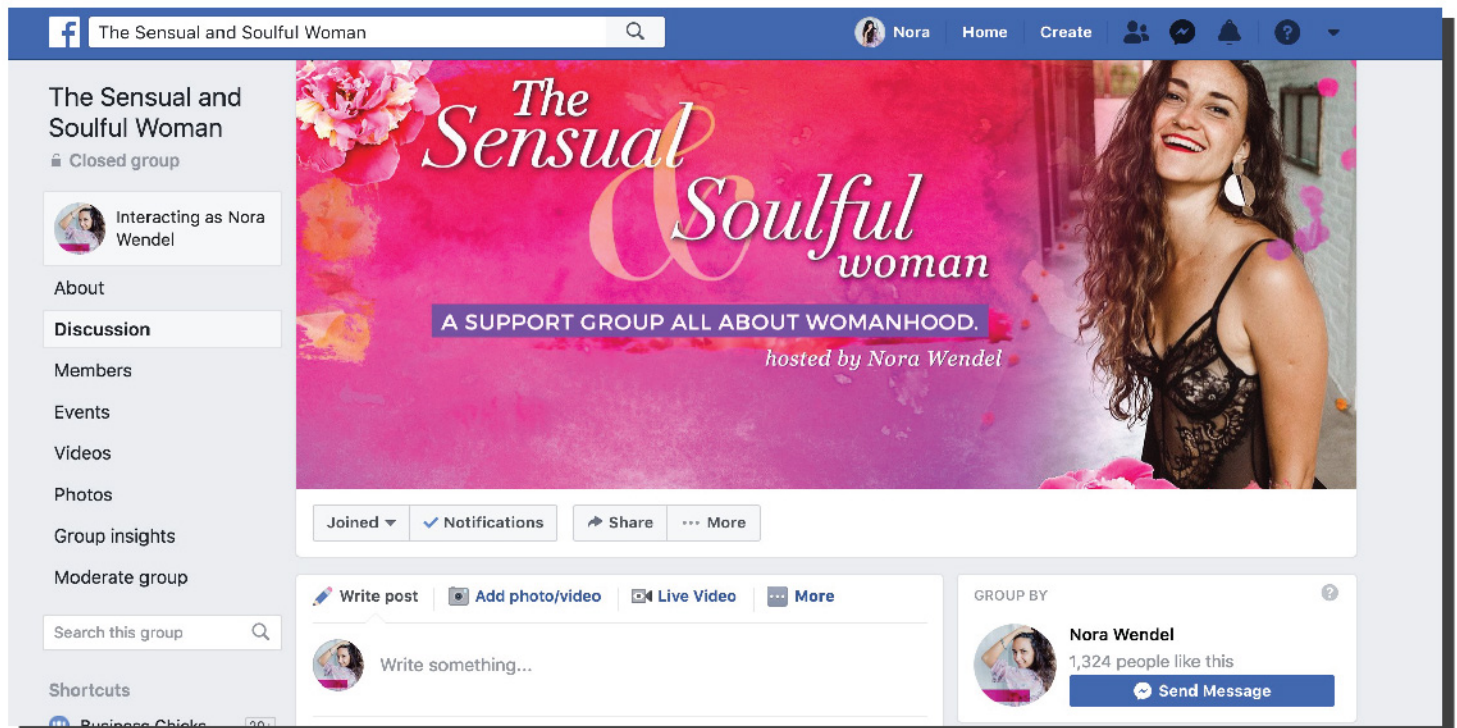 f
The Sensual and Soulful Woman
Nora
Home
Create
?
The Sensual and
Soulful Woman
Closed group
Interacting as Nora
Wendel
About
Discussion
Members
Events
Videos
Photos
Group insights
Moderate group
Search this group
Shortcuts
Business Chicks
20+
The
Sensual
&
Soulful
woman
A SUPPORT GROUP ALL ABOUT WOMANHOOD.
hosted by Nora Wendel
Joined
Notifications
Share
More
Write post
Add photo/video
Live Video
More
Write something...
GROUP BY
?
Nora Wendel
1,324 people like this
Send Message